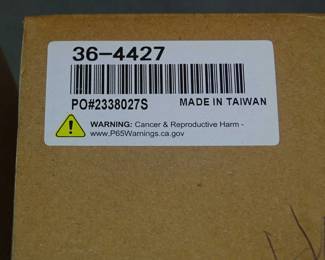 36-4427
PO#2338027S MADE IN TAIWAN
WARNING: Cancer & Reproductive Harm -
www.P65Warnings.ca.gov